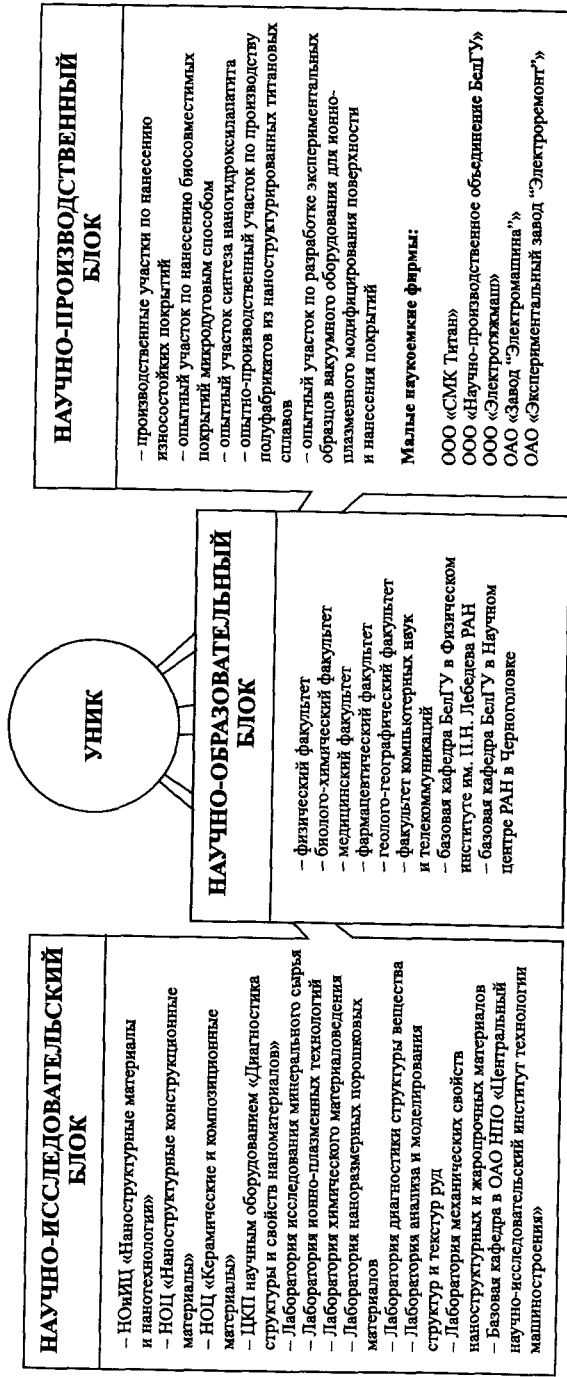 УНИК
НАУЧНО-ИССЛЕДОВАТЕЛЬСКИЙ
БЛОК
– НОиИЦ «Наноструктурные материалы
и нанотехнологии»
– НОЦ «Наноструктурные конструкционные
материалы»
– НОЦ «Керамические и композиционные
материалы»
– ЦКП научным оборудованием «Диагностика
структуры и свойств наноматериалов»
– Лаборатория исследования минерального сырья
– Лаборатория ионно-плазменных технологий
– Лаборатория химического материаловедения
– Лаборатория наноразмерных порошковых
материалов
– Лаборатория диагностики структуры вещества
– Лаборатория анализа и моделирования
структур и текстур руд
– Лаборатория механических свойств
наноструктурных и жаропрочных материалов
– Базовая кафедра в ОАО НПО «Центральный
научно-исследовательский институт технологии
машиностроения»
НАУЧНО-ОБРАЗОВАТЕЛЬНЫЙ
БЛОК
– физический факультет
– биолого-химический факультет
– медицинский факультет
– фармацевтический факультет
– геолого-географический факультет
– факультет компьютерных наук
и телекоммуникаций
– базовая кафедра БелГУ в Физическом
институте им. П.Н. Лебедева РАН
– базовая кафедра БелГУ в Научном
центре РАН в Черноголовке
НАУЧНО-ПРОИЗВОДСТВЕННЫЙ
БЛОК
– производственные участки по нанесению
износостойких покрытий
– опытный участок по нанесению биосовместимых
покрытий микродуговым способом
– опытный участок синтеза наногидроксилапатита
– опытно-производственный участок по производству
полуфабрикатов из наноструктурированных титановых
сплавов
– опытный участок по разработке экспериментальных
образцов вакуумного оборудования для ионно-
плазменного модифицирования поверхности
и нанесения покрытий
Малые наукоемкие фирмы:
ООО «СМК Титан»
ООО «Научно-производственное объединение БелГУ»
ООО «Электротяжмаш»
ОАО «Завод "Электромашина"»
ОАО «Экспериментальный завод "Электроремонт"»